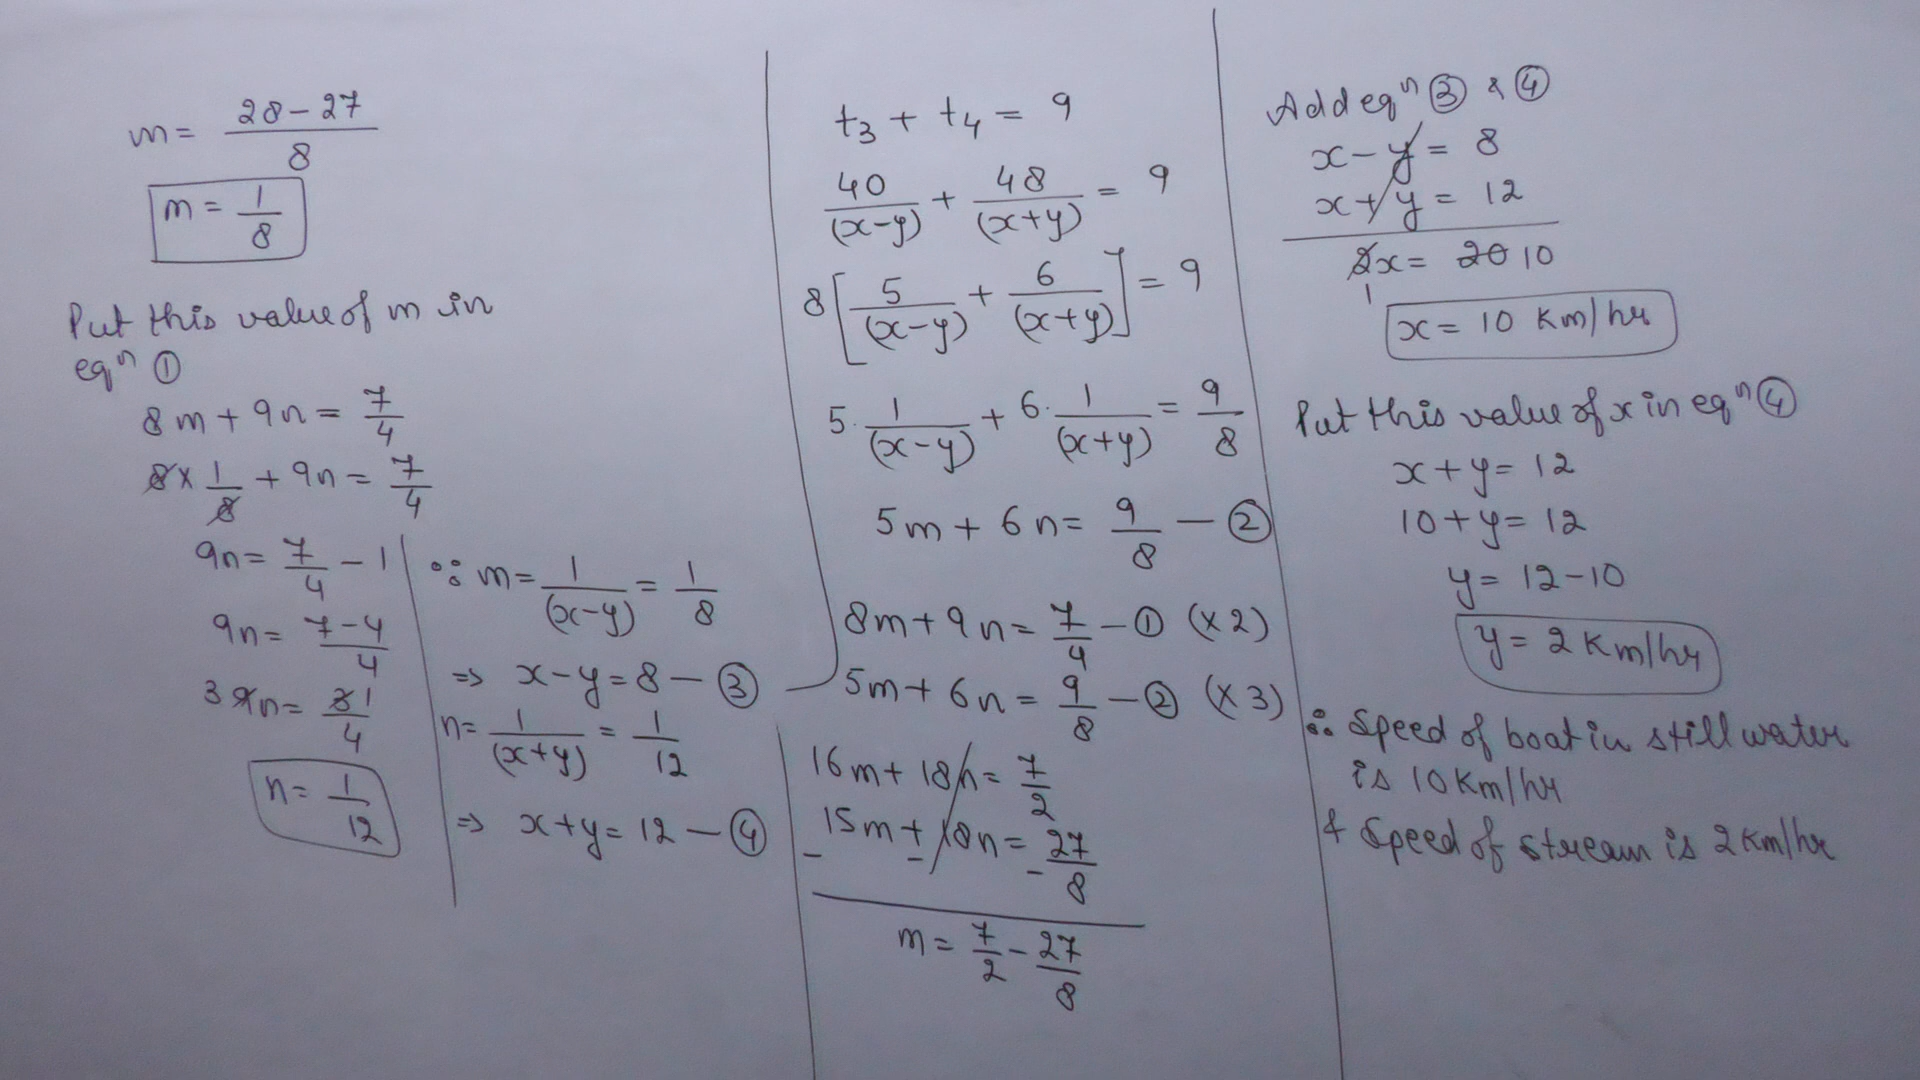 m = 28 - 27 / 8
m = 1/8
Put this value of m in
eqⁿ ①
8m + 9n = 7/4
8 × 1/8 + 9n = 7/4
9n = 7/4 - 1
9n = 7-4 / 4
3 9n = 3 1 / 4
n = 1/12
∵ m = 1/(x-y) = 1/8
⇒ x - y = 8 — ③
n = 1/(x+y) = 1/12
⇒ x + y = 12 — ④
t₃ + t₄ = 9
40/(x-y) + 48/(x+y) = 9
8 [ 5/(x-y) + 6/(x+y) ] = 9
5. 1/(x-y) + 6. 1/(x+y) = 9/8
5m + 6n = 9/8 — ②
8m + 9n = 7/4 — ① (×2)
5m + 6n = 9/8 — ② (×3)
16m + 18n = 7/2
15m + 18n = 27/8
- - -
m = 7/2 - 27/8
Add eqⁿ ③ & ④
x - y = 8
x + y = 12
2x = 20 10
1
x = 10 Km/hr
Put this value of x in eqⁿ ④
x + y = 12
10 + y = 12
y = 12 - 10
y = 2 Km/hr
∴ Speed of boat in still water
is 10 Km/hr
& Speed of stream is 2 Km/hr